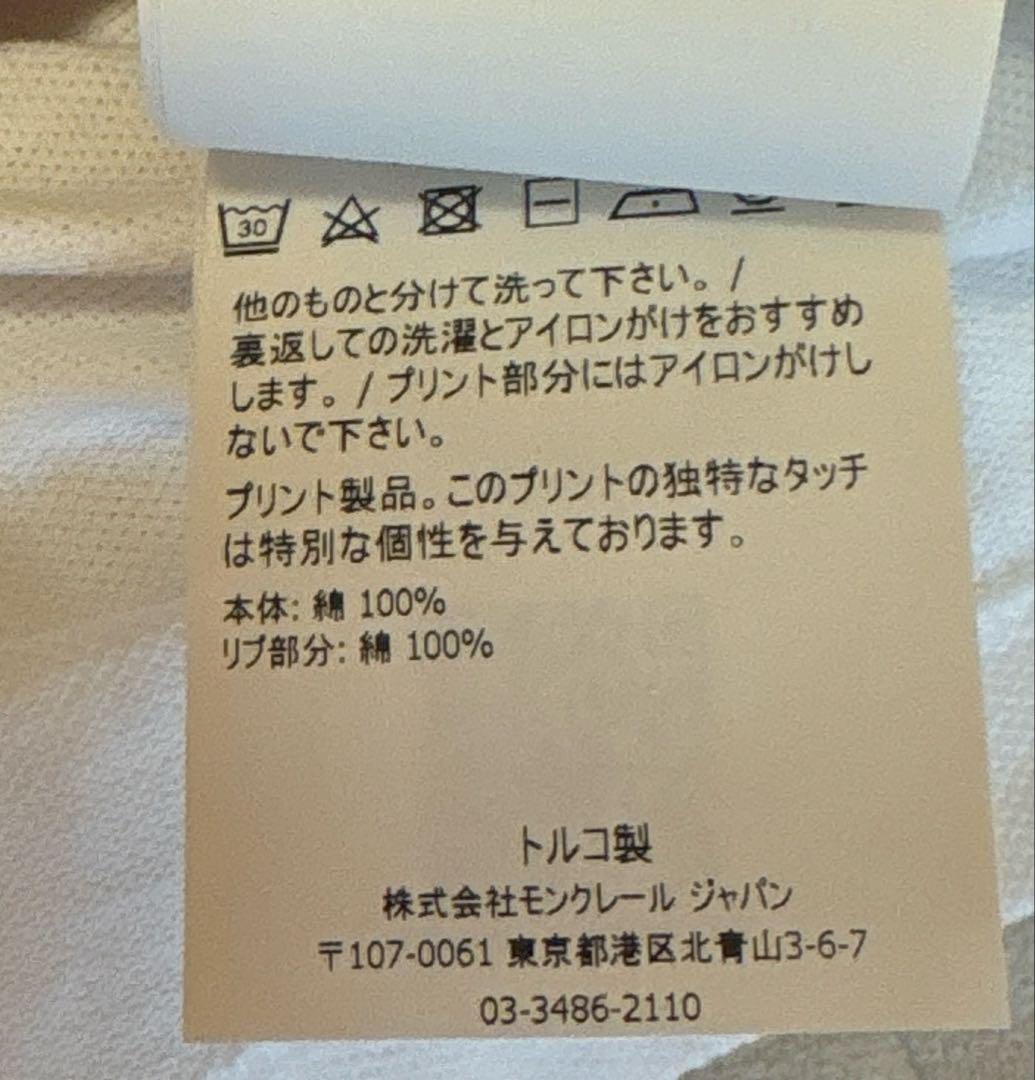 30
他のものと分けて洗って下さい。/
裏返しての洗濯とアイロンがけをおすすめ
します。/ プリント部分にはアイロンがけし
ないで下さい。
プリント製品。このプリントの独特なタッチ
は特別な個性を与えております。
本体: 綿 100%
リブ部分: 綿 100%
トルコ製
株式会社モンクレール ジャパン
〒107-0061 東京都港区北青山3-6-7
03-3486-2110